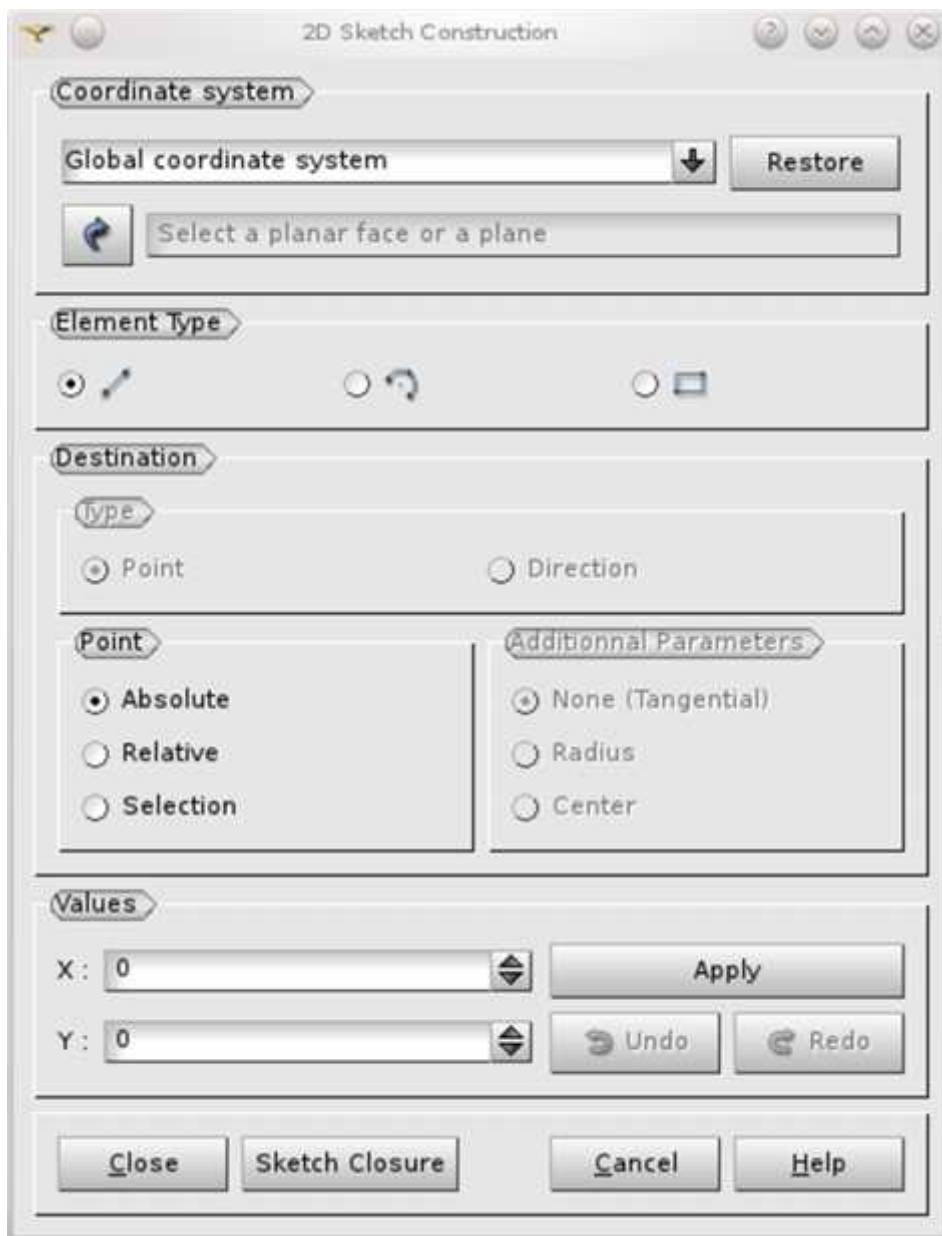 2D Sketch Construction
Coordinate system
Global coordinate system
Restore
Select a planar face or a plane
Element Type
Destination
Type
Point
Direction
Point
Absolute
Relative
Selection
Additionnal Parameters
None (Tangential)
Radius
Center
Values
X : 0
Apply
Y : 0
Undo
Redo
Close
Sketch Closure
Cancel
Help